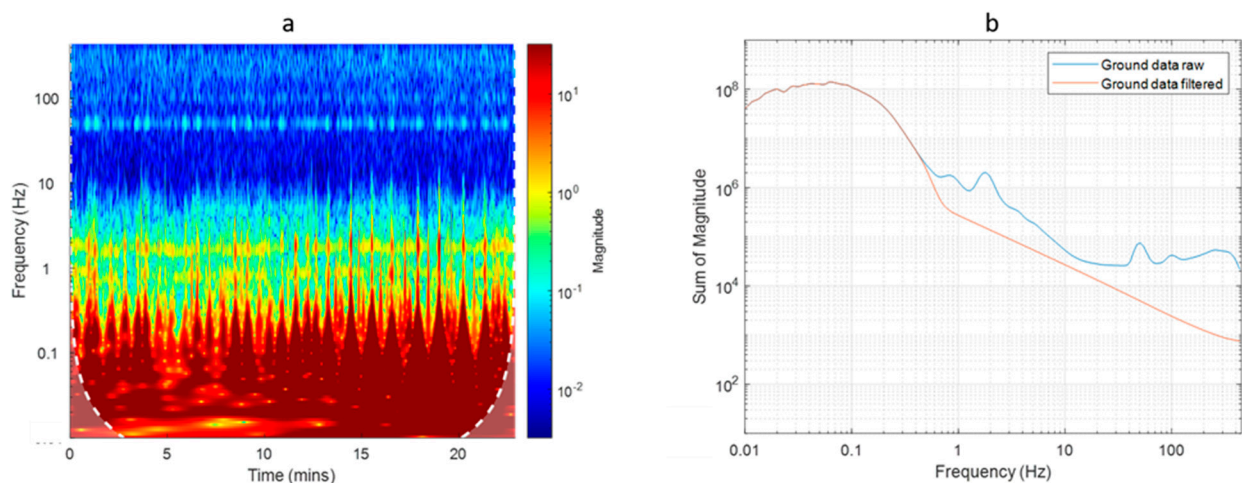 a
100
10
1
0.1
Frequency (Hz)
0 5 10 15 20
Time (mins)
10^1
10^0
10^-1
10^-2
Magnitude
b
Ground data raw
Ground data filtered
10^8
10^6
10^4
10^2
Sum of Magnitude
0.01 0.1 1 10 100
Frequency (Hz)